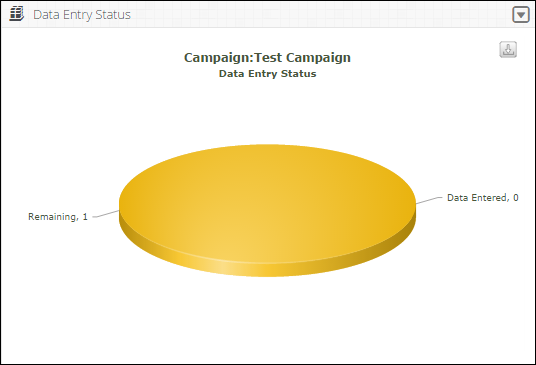 Data Entry Status
Campaign:Test Campaign
Data Entry Status
Data Entered, 0
Remaining, 1